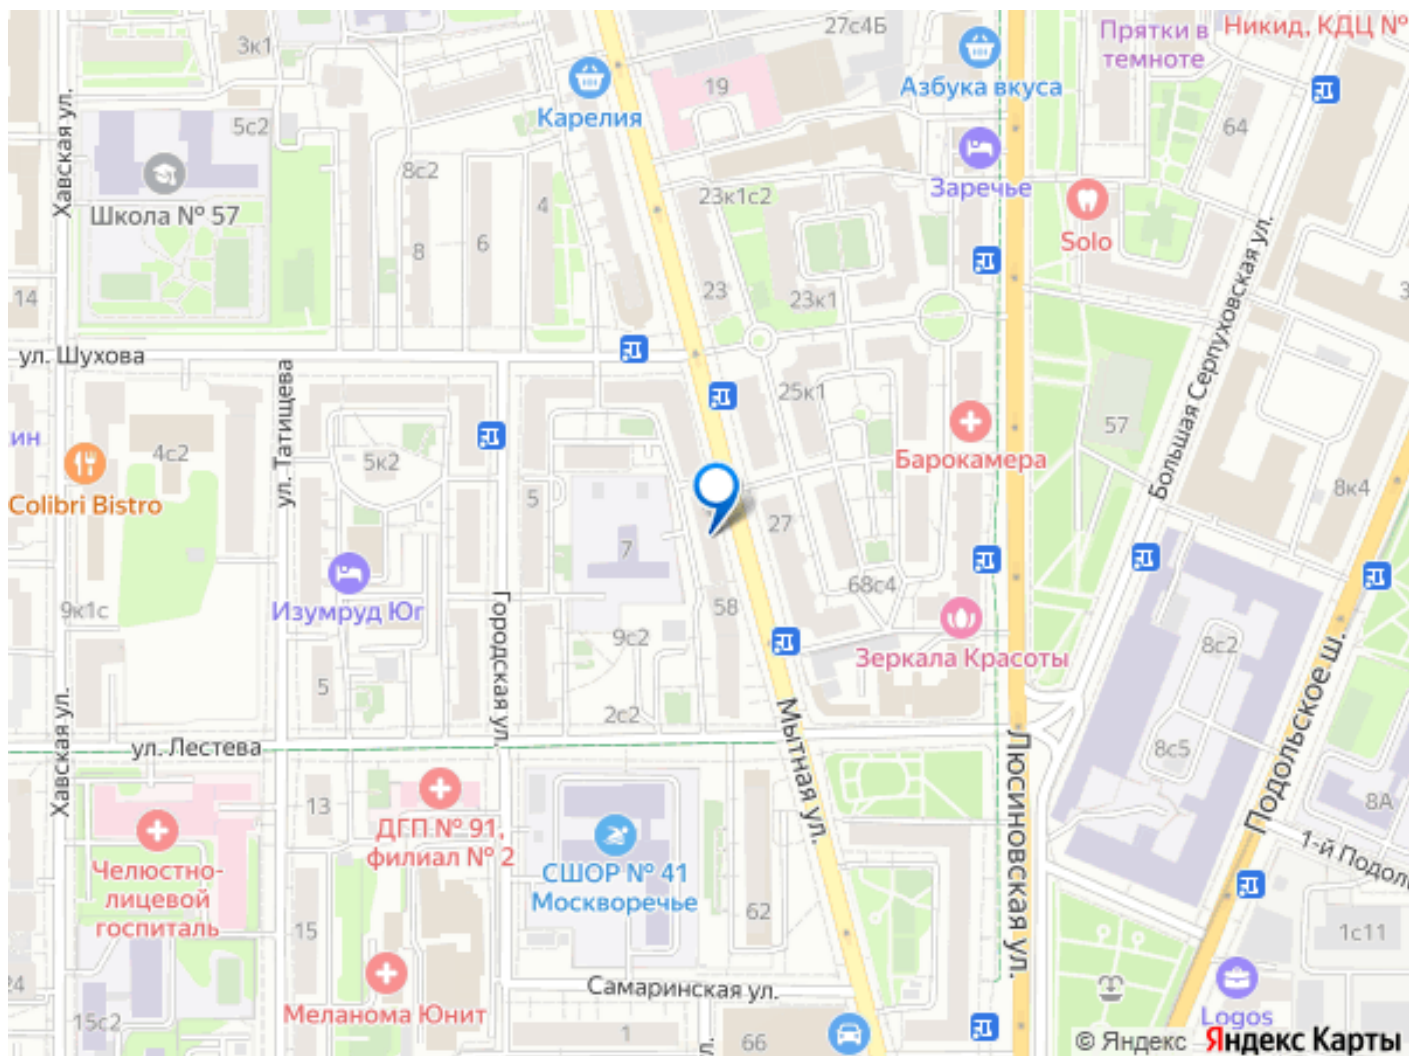 27с4Б
Прятки в
темноте
Никид, КДЦ №
3к1
Карелия
19
Азбука вкуса
64
5с2
Хавская ул.
8с2
Школа № 57
4
23к1с2
Заречье
Solo
6
8
14
23
23к1
Большая Серпуховская ул.
3
ул. Шухова
ул. Татищева
25к1
57
ин
4с2
5к2
Барокамера
Colibri Bistro
5
27
8к4
7
68с4
Изумруд Юг
9к1с
58
Городская ул.
9с2
Зеркала Красоты
8с2
5
2с2
Хавская ул.
ул. Лестева
Мытная ул.
Люсиновская ул.
8с5
Подольское ш.
13
8А
ДГП № 91,
филиал № 2
1-й Подоль
Челюстно-
лицевой
госпиталь
СШОР № 41
Москворечье
62
15
1с11
24
Самаринская ул.
Меланома Юнит
15с2
1
66
л.
Logos
© Яндекс Яндекс Карты